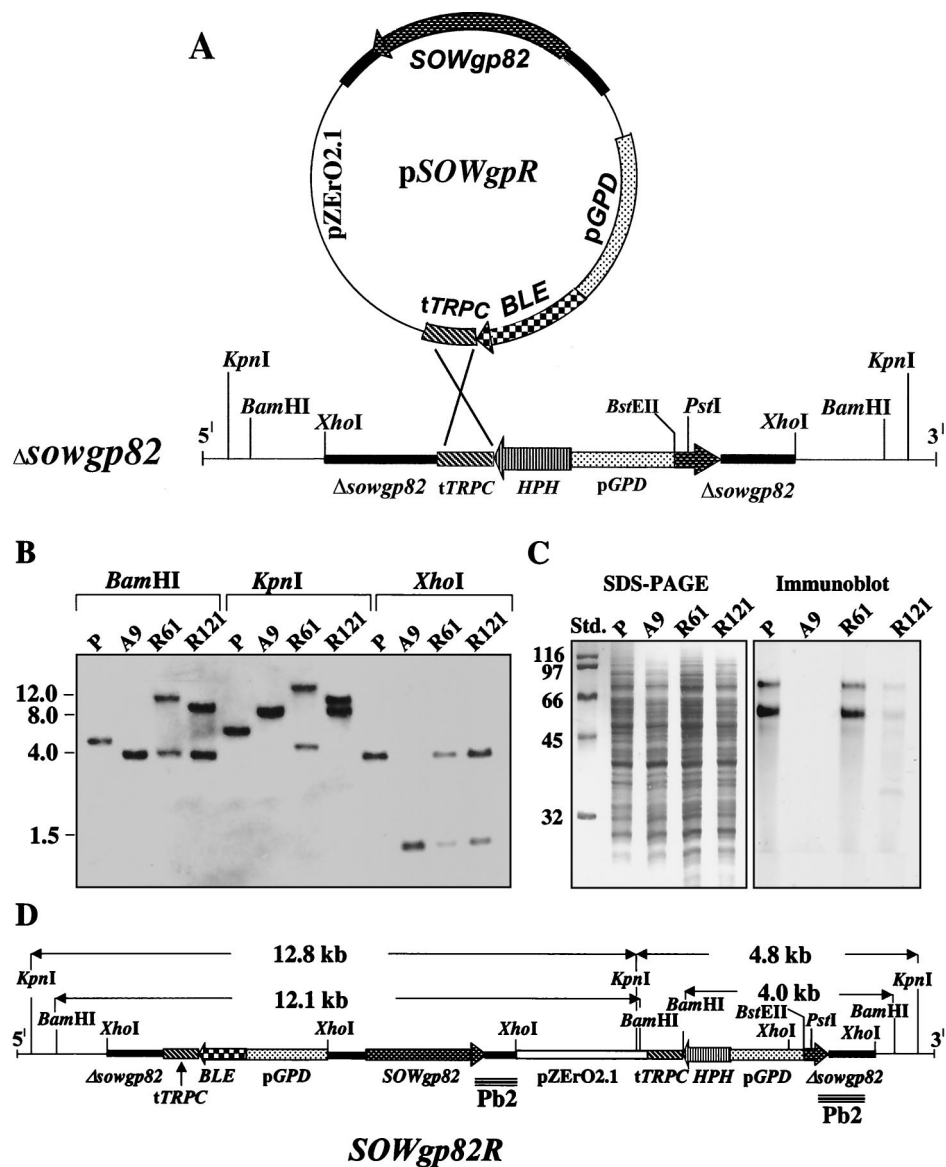 A
SOWgp82
pZErO2.1
pSOWgpR
pGPD
tTRPC
BLE
KpnI
KpnI
BamHI
BstEII
PstI
BamHI
XhoI
XhoI
5'
3'
Δsowgp82
Δsowgp82
tTRPC
HPH
pGPD
Δsowgp82
B
BamHI
KpnI
XhoI
P A9 R61 R121 P A9 R61 R121 P A9 R61 R121
12.0
8.0
4.0
1.5
C
SDS-PAGE
Immunoblot
Std. P A9 R61 R121 P A9 R61 R121
116
97
66
45
32
D
12.8 kb
4.8 kb
KpnI
KpnI
KpnI
12.1 kb
4.0 kb
BamHI
BamHI
BamHI
BstEII
BamHI
XhoI
XhoI
XhoI
XhoI
PstI
XhoI
5'
3'
Δsowgp82
BLE
pGPD
SOWgp82
pZErO2.1
tTRPC
HPH
pGPD
Δsowgp82
tTRPC
Pb2
Pb2
SOWgp82R